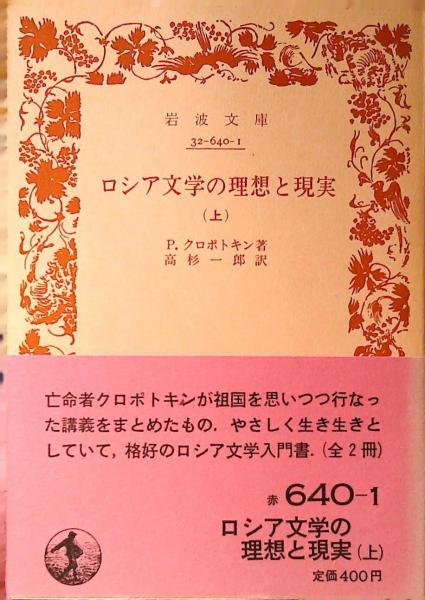 岩波文庫
32-640-1
ロシア文学の理想と現実
(上)
P. クロポトキン著
高杉一郎訳
亡命者クロポトキンが祖国を思いつつ行なっ
た講義をまとめたもの. やさしく生き生きと
していて, 格好のロシア文学入門書. (全2冊)
赤 640-1
ロシア文学の
理想と現実(上)
定価400円